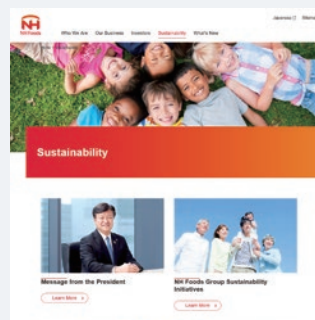 NH Foods
Japanese
Who We Are Our Business Investors Sustainability What's New
Sustainability
Message from the President
Learn More
NH Foods Group Sustainability
Initiatives
Learn More